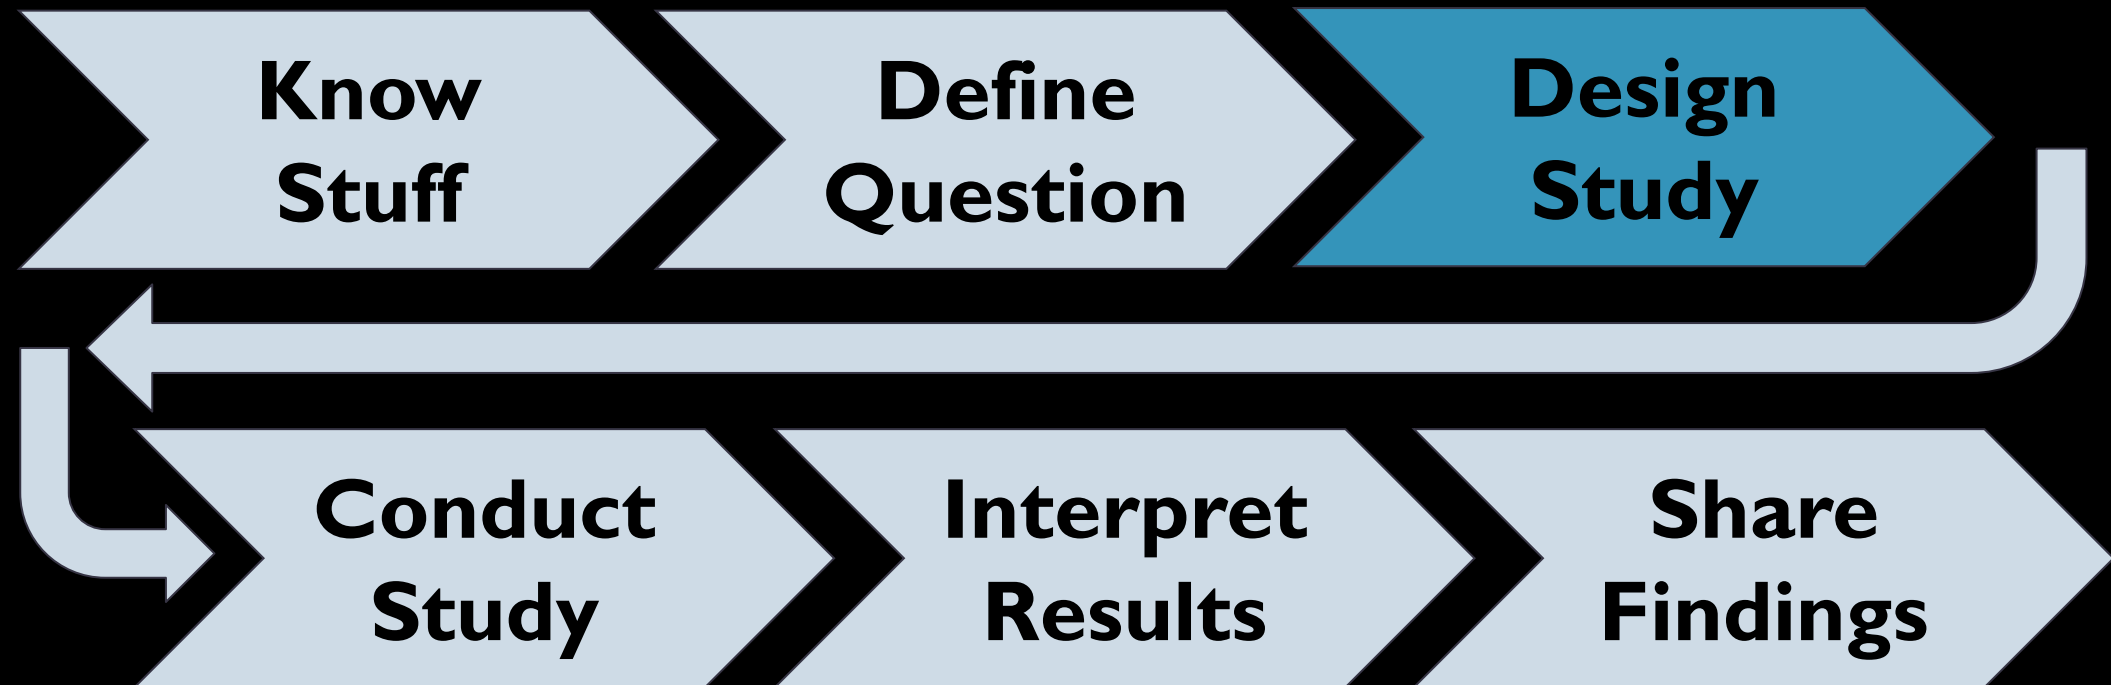 Know
Stuff
Define
Question
Design
Study
Conduct
Study
Interpret
Results
Share
Findings